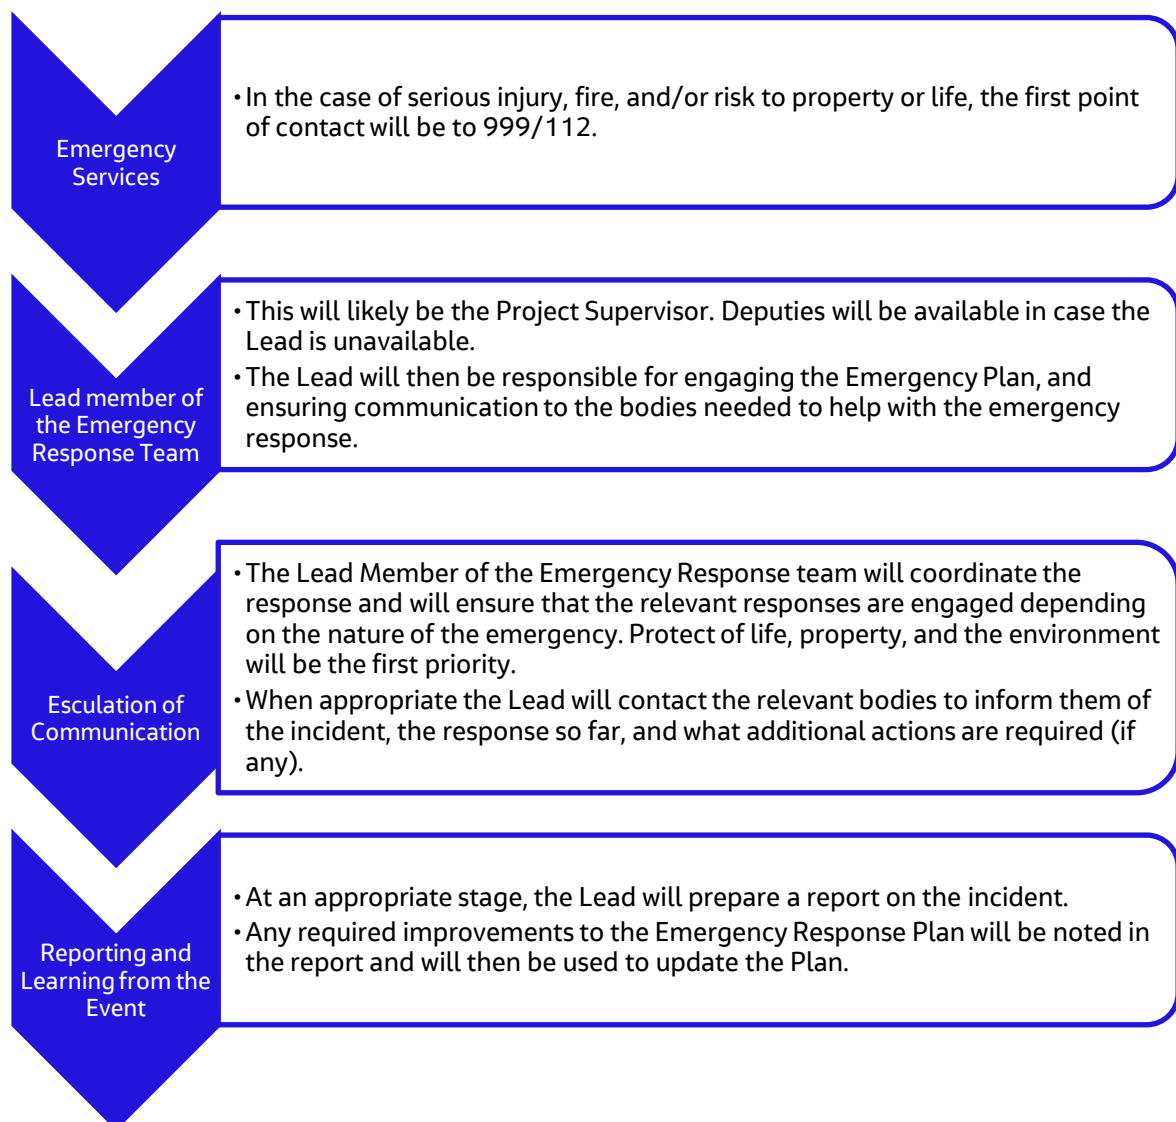 Emergency
Services
• In the case of serious injury, fire, and/or risk to property or life, the first point
of contact will be to 999/112.
Lead member of
the Emergency
Response Team
• This will likely be the Project Supervisor. Deputies will be available in case the
Lead is unavailable.
• The Lead will then be responsible for engaging the Emergency Plan, and
ensuring communication to the bodies needed to help with the emergency
response.
Esculation of
Communication
• The Lead Member of the Emergency Response team will coordinate the
response and will ensure that the relevant responses are engaged depending
on the nature of the emergency. Protect of life, property, and the environment
will be the first priority.
• When appropriate the Lead will contact the relevant bodies to inform them of
the incident, the response so far, and what additional actions are required (if
any).
Reporting and
Learning from the
Event
• At an appropriate stage, the Lead will prepare a report on the incident.
• Any required improvements to the Emergency Response Plan will be noted in
the report and will then be used to update the Plan.